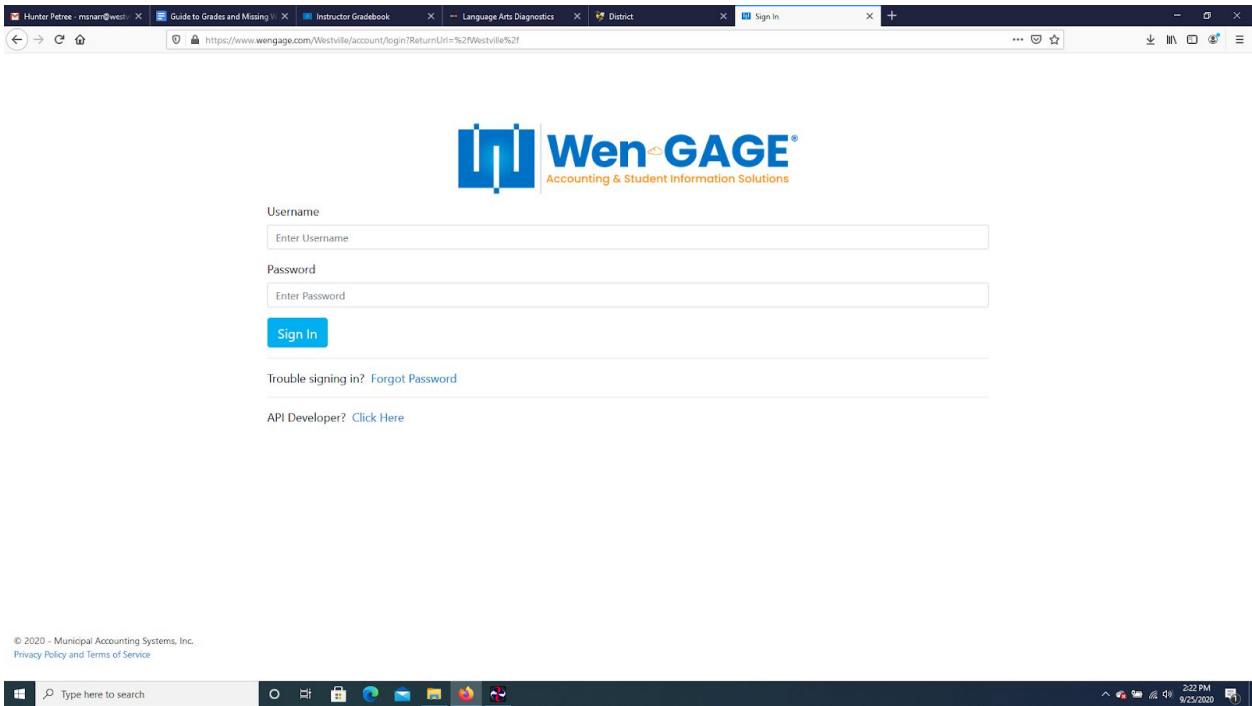 Hunter Petree - msnarr@westvi
Guide to Grades and Missing W
Instructor Gradebook
Language Arts Diagnostics
District
Sign In
https://www.wengage.com/Westville/account/login?ReturnUrl=%2fWestville%2f
Wen-GAGE®
Accounting & Student Information Solutions
Username
Enter Username
Password
Enter Password
Sign In
Trouble signing in? Forgot Password
API Developer? Click Here
© 2020 - Municipal Accounting Systems, Inc.
Privacy Policy and Terms of Service
Type here to search
2:22 PM
9/25/2020